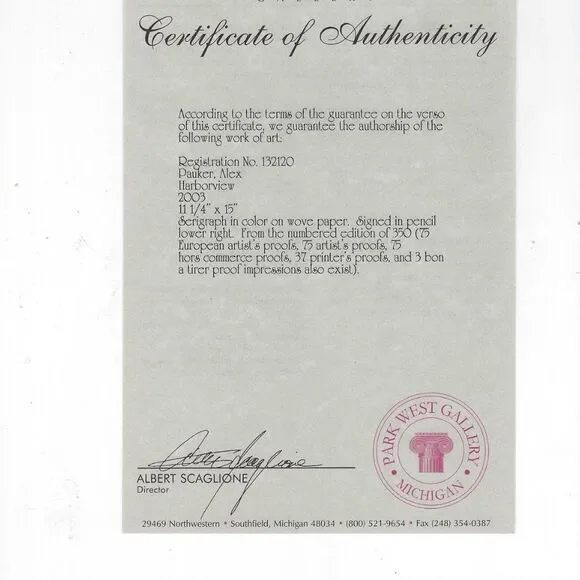 Certificate of Authenticity
According to the terms of the guarantee on the verso
of this certificate, we guarantee the authorship of the
following work of art:
Registration No. 132120
Pauker, Alex
Harborview
2003
11 1/4" x 15"
Serigraph in color on wove paper. Signed in pencil
lower right. From the numbered edition of 350 (75
European artist's proofs, 75 artist's proofs, 75
hors commerce proofs, 37 printer's proofs, and 3 bon
a tirer proof impressions also exist).
ALBERT SCAGLIONE
Director
PARK WEST GALLERY
• MICHIGAN •
29469 Northwestern • Southfield, Michigan 48034 • (800) 521-9654 • Fax (248) 354-0387